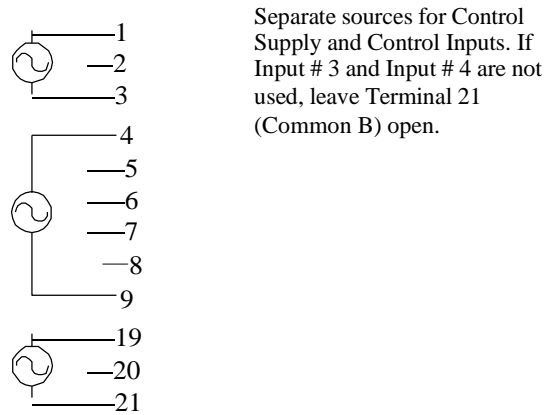 1
2
3
4
5
6
7
8
9
19
20
21
Separate sources for Control
Supply and Control Inputs. If
Input # 3 and Input # 4 are not
used, leave Terminal 21
(Common B) open.